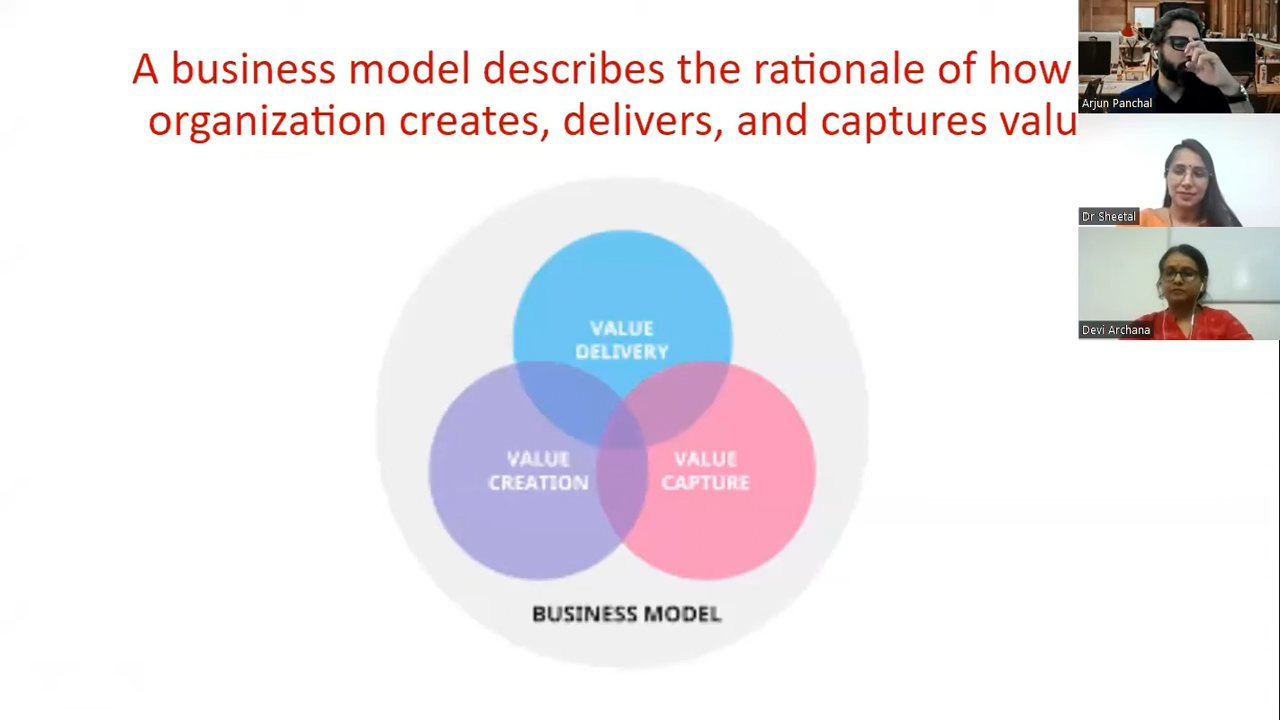 A business model describes the rationale of how
organization creates, delivers, and captures valu
VALUE
DELIVERY
VALUE
CREATION
VALUE
CAPTURE
BUSINESS MODEL
Arjun Panchal
Dr Sheetal
Devi Archana